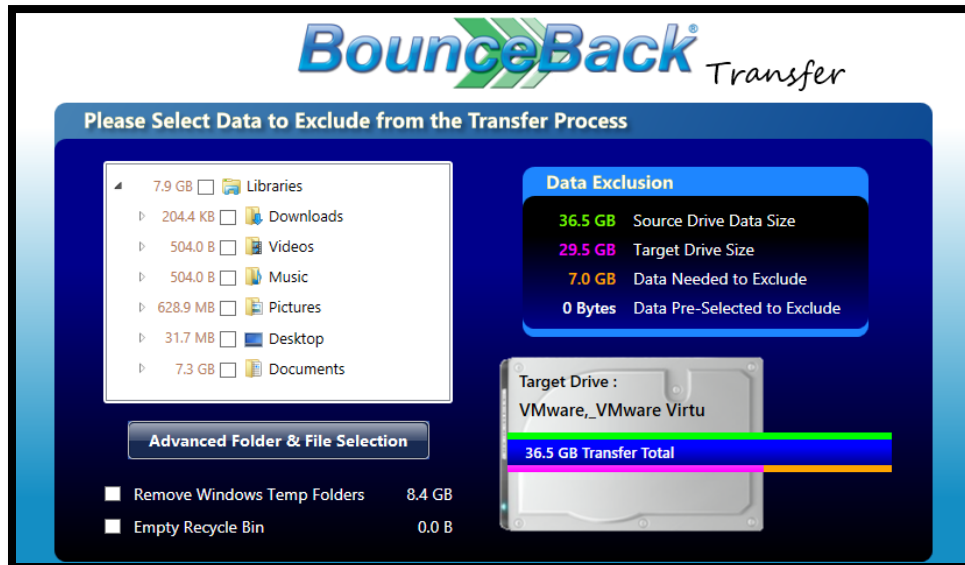 BounceBack® Transfer
Please Select Data to Exclude from the Transfer Process
7.9 GB Libraries
204.4 KB Downloads
504.0 B Videos
504.0 B Music
628.9 MB Pictures
31.7 MB Desktop
7.3 GB Documents
Advanced Folder & File Selection
Remove Windows Temp Folders 8.4 GB
Empty Recycle Bin 0.0 B
Data Exclusion
36.5 GB Source Drive Data Size
29.5 GB Target Drive Size
7.0 GB Data Needed to Exclude
0 Bytes Data Pre-Selected to Exclude
Target Drive :
VMware,_VMware Virtu
36.5 GB Transfer Total